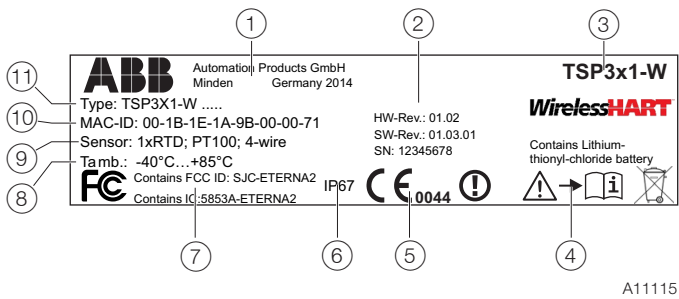 1
2
3
ABB
Automation Products GmbH
Minden Germany 2014
TSP3x1-W
11
Type: TSP3X1-W .....
WirelessHART
10
MAC-ID: 00-1B-1E-1A-9B-00-00-71
HW-Rev.: 01.02
SW-Rev.: 01.03.01
SN: 12345678
9
Sensor: 1xRTD; PT100; 4-wire
Contains Lithium-
thionyl-chloride battery
8
Tamb.: -40°C...+85°C
FC
Contains FCC ID: SJC-ETERNA2
Contains IC:5853A-ETERNA2
IP67
CE 0044
i
7
6
5
4
A11115